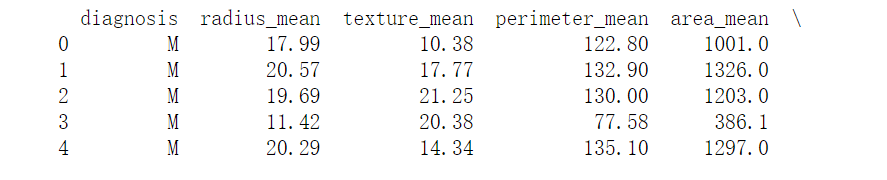 diagnosis radius_mean texture_mean perimeter_mean area_mean \
0 M 17.99 10.38 122.80 1001.0
1 M 20.57 17.77 132.90 1326.0
2 M 19.69 21.25 130.00 1203.0
3 M 11.42 20.38 77.58 386.1
4 M 20.29 14.34 135.10 1297.0